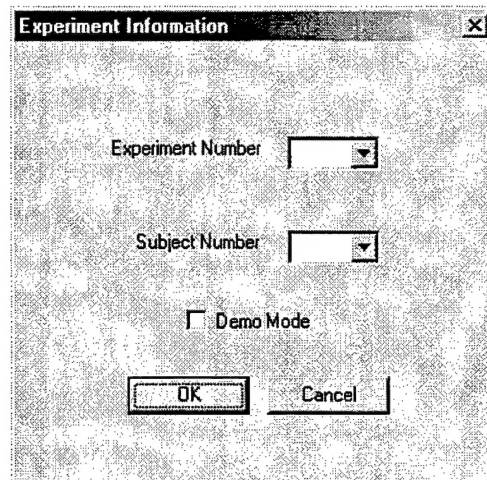 Experiment Information
Experiment Number
Subject Number
Demo Mode
OK Cancel